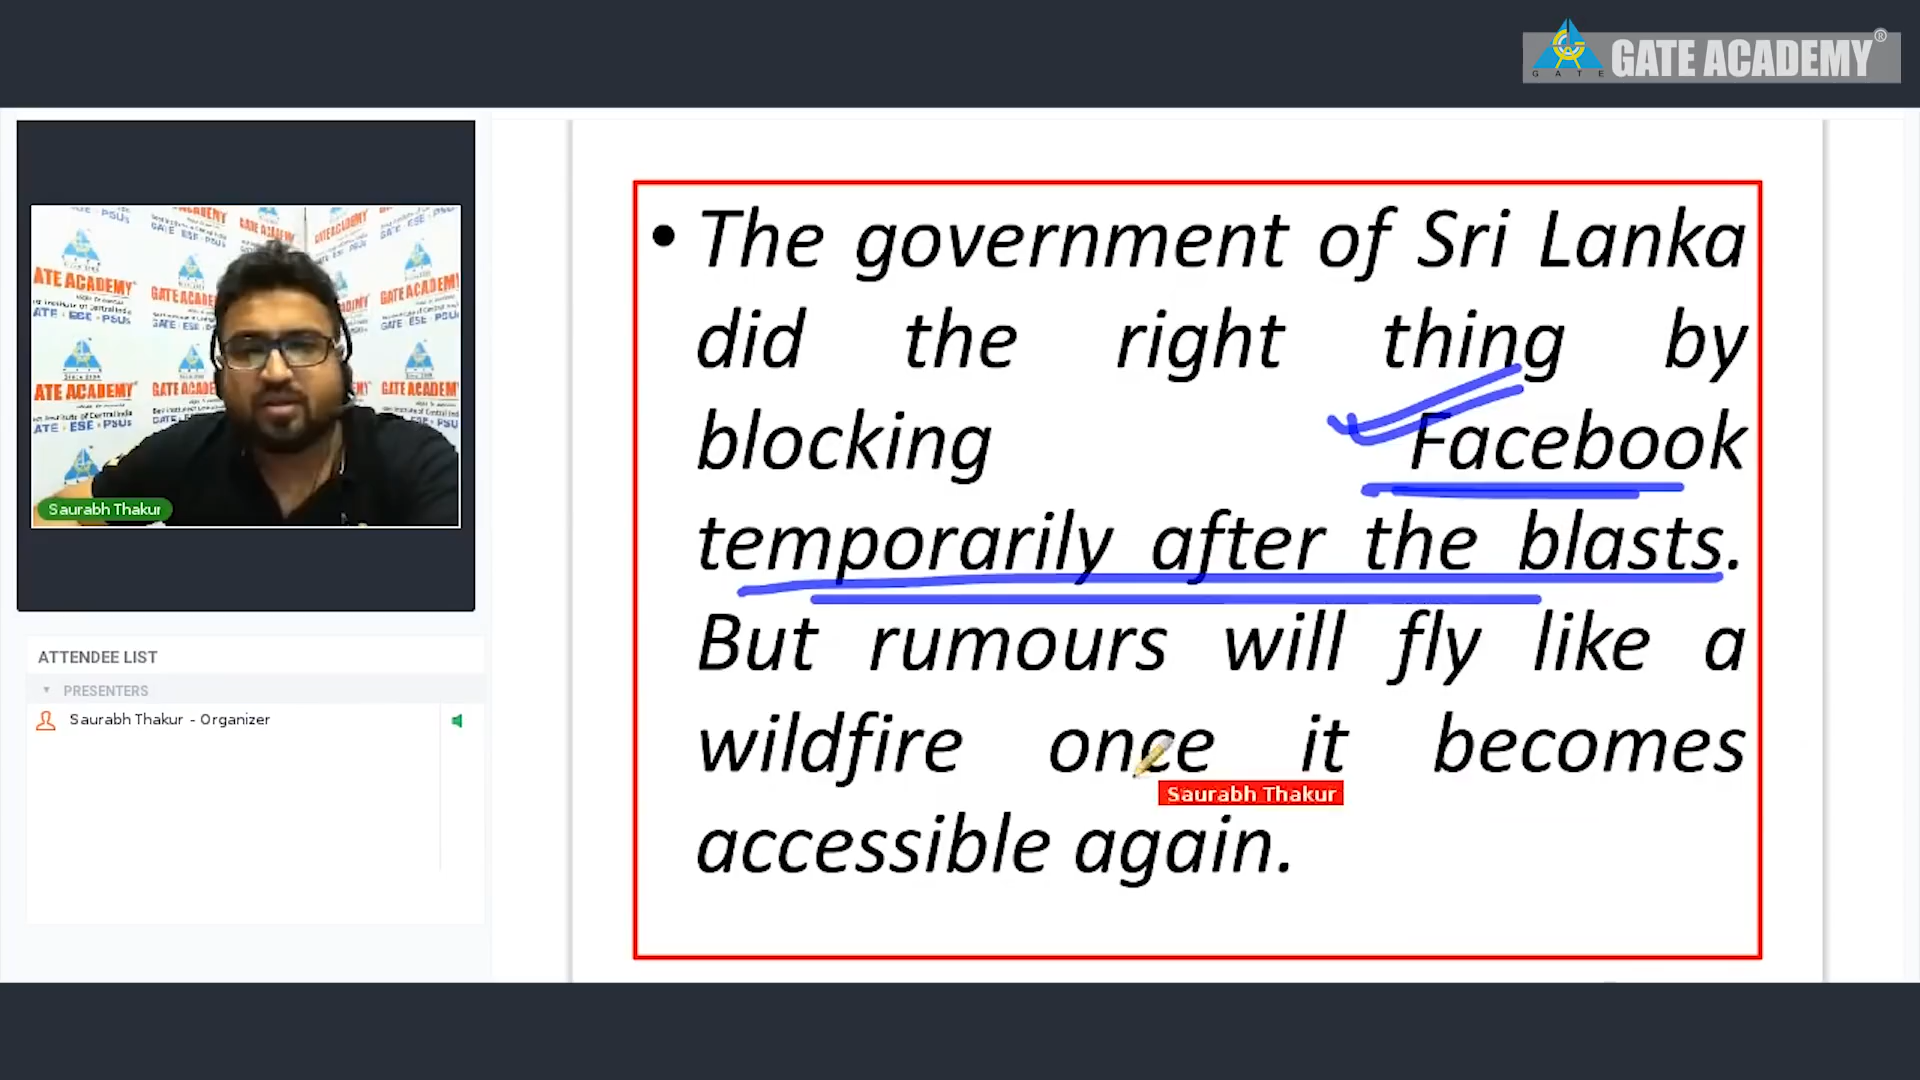 GATE ACADEMY®
GATE
• The government of Sri Lanka
did the right thing by
blocking Facebook
temporarily after the blasts.
But rumours will fly like a
wildfire once it becomes
accessible again.
Saurabh Thakur
Saurabh Thakur
ATTENDEE LIST
PRESENTERS
Saurabh Thakur - Organizer